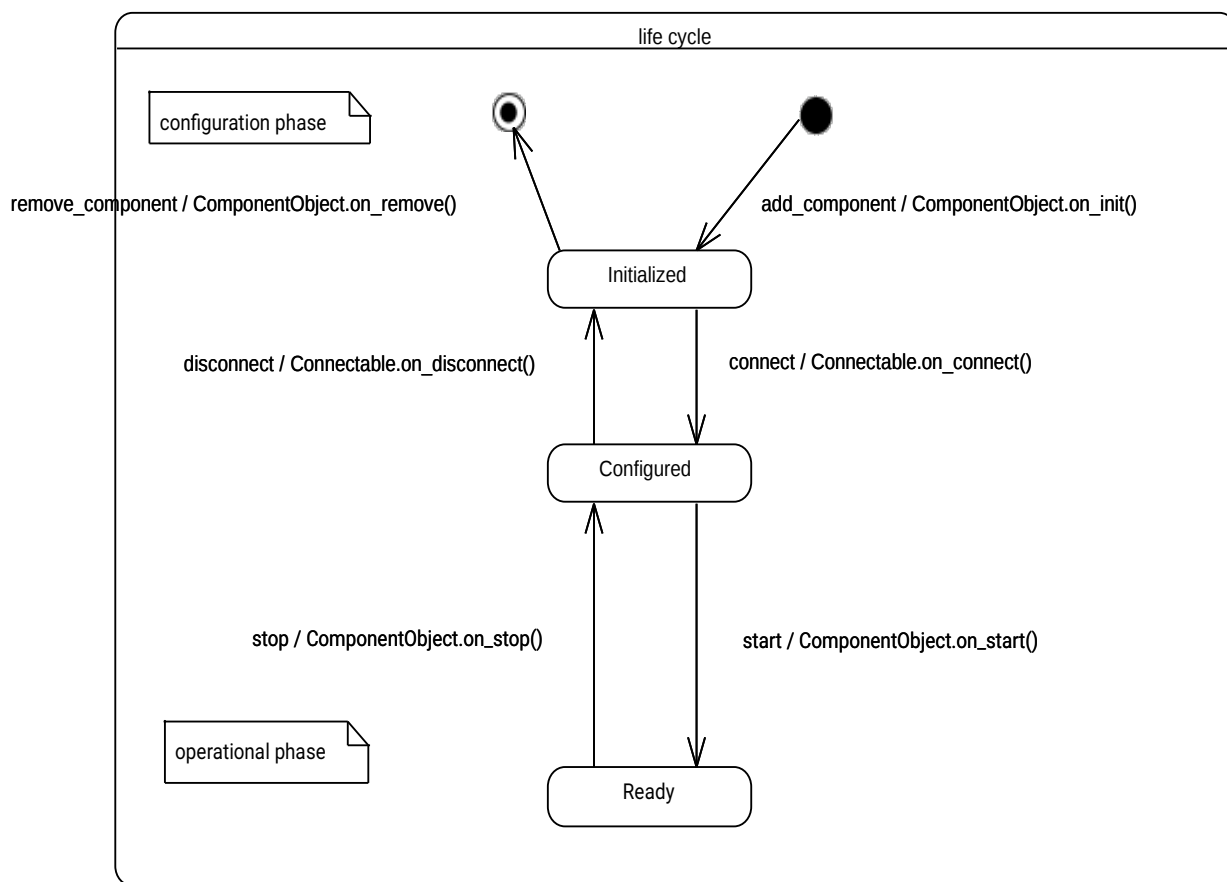 life cycle
configuration phase
remove_component / ComponentObject.on_remove()
add_component / ComponentObject.on_init()
Initialized
disconnect / Connectable.on_disconnect()
connect / Connectable.on_connect()
Configured
stop / ComponentObject.on_stop()
start / ComponentObject.on_start()
operational phase
Ready